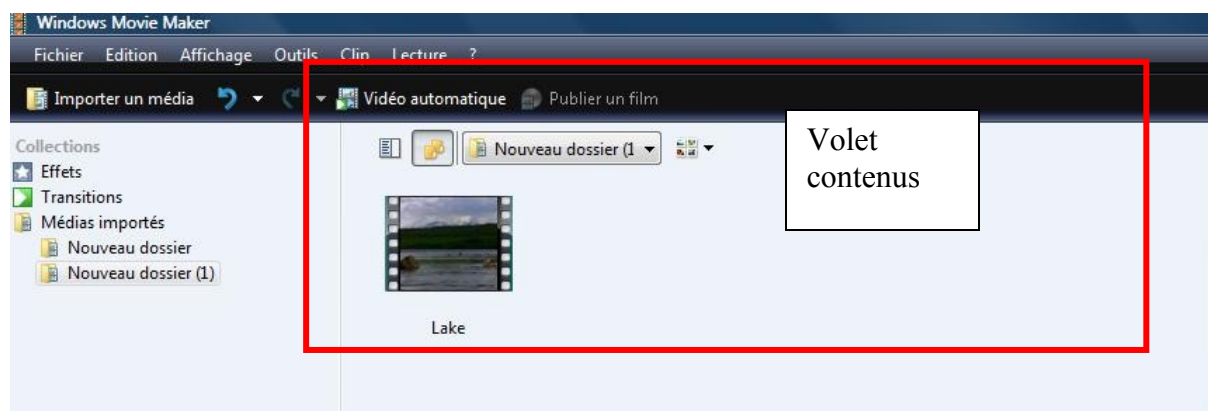 Windows Movie Maker
Fichier Edition Affichage Outils Clip Lecture ?
Importer un média Vidéo automatique Publier un film
Collections
Effets
Transitions
Médias importés
Nouveau dossier
Nouveau dossier (1)
Nouveau dossier (1
Volet
contenus
Lake